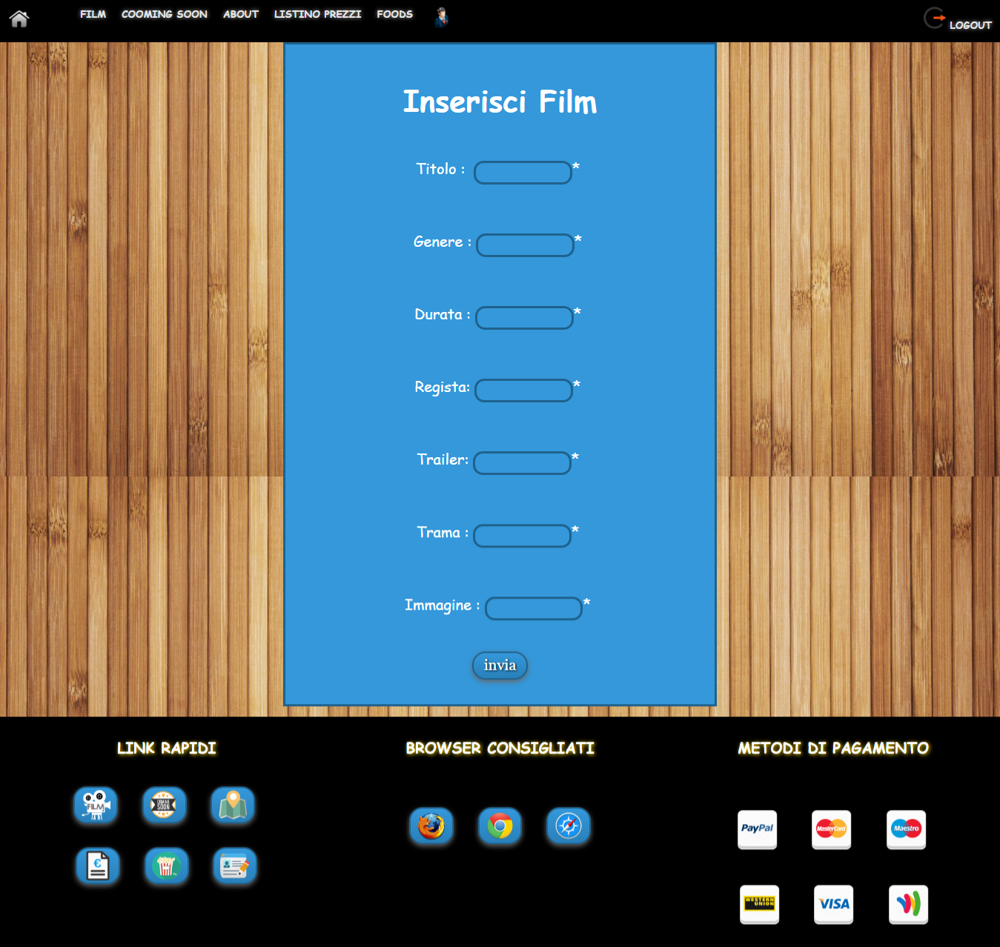 FILM COOMING SOON ABOUT LISTINO PREZZI FOODS LOGOUT
Inserisci Film
Titolo : *
Genere : *
Durata : *
Regista: *
Trailer: *
Trama : *
Immagine : *
invia
LINK RAPIDI BROWSER CONSIGLIATI METODI DI PAGAMENTO
FILM
COMING
SOON
PayPal MasterCard Maestro
€
WESTERN
UNION
VISA